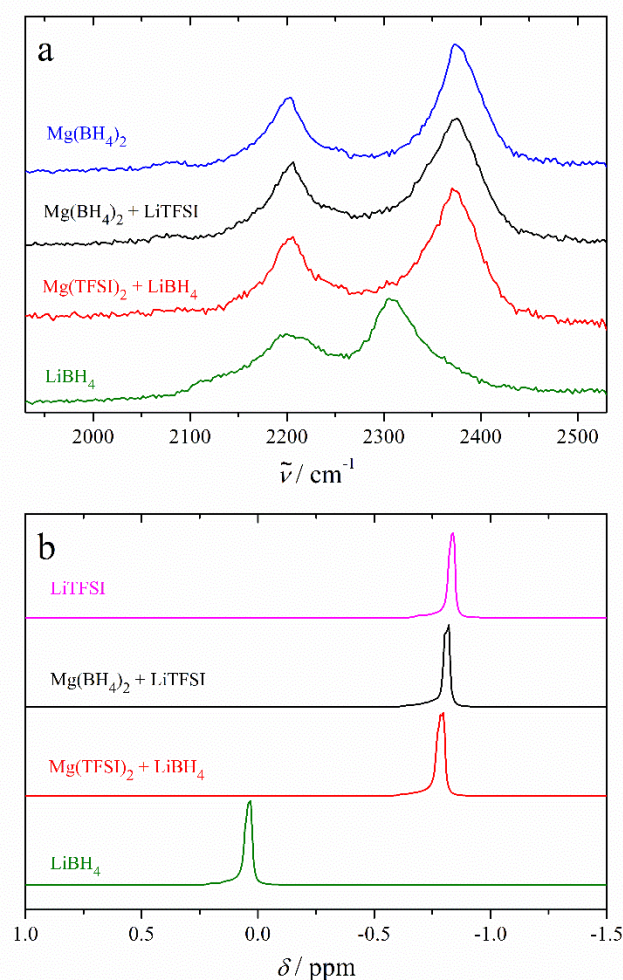 a
Mg(BH₄)₂
Mg(BH₄)₂ + LiTFSI
Mg(TFSI)₂ + LiBH₄
LiBH₄
2000 2100 2200 2300 2400 2500
ν̃ / cm⁻¹
b
LiTFSI
Mg(BH₄)₂ + LiTFSI
Mg(TFSI)₂ + LiBH₄
LiBH₄
1.0 0.5 0.0 -0.5 -1.0 -1.5
δ / ppm